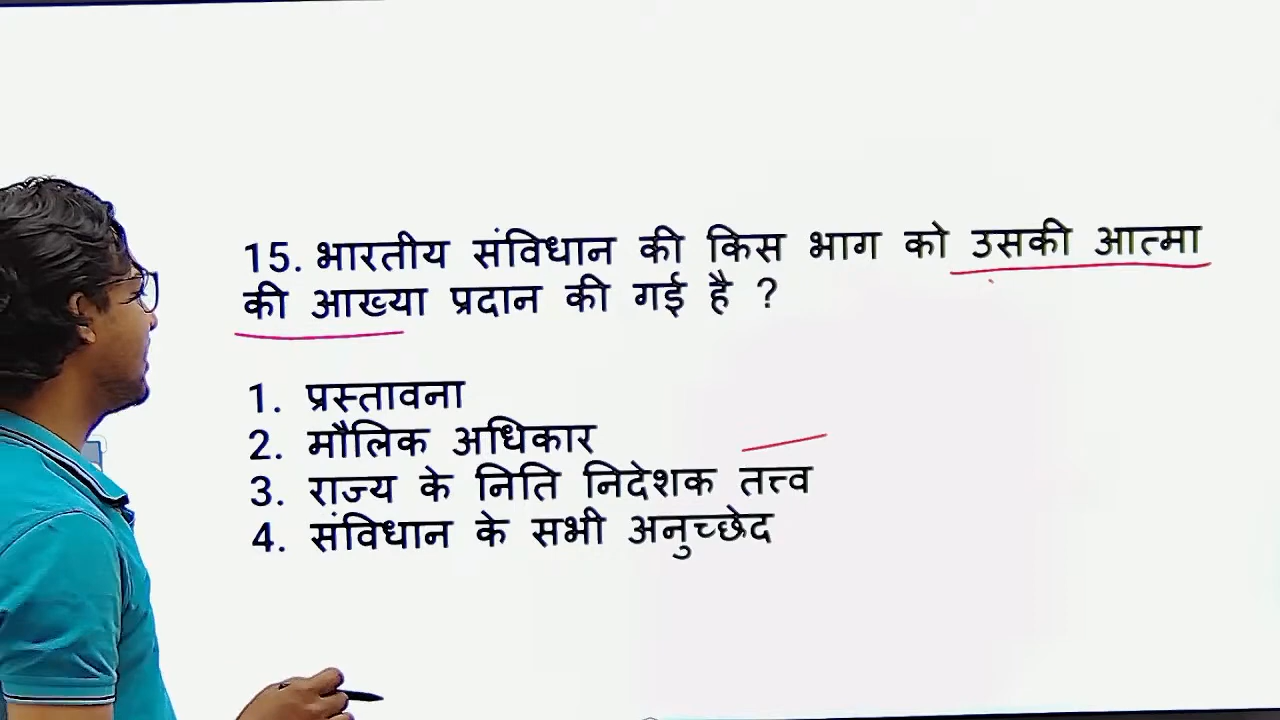 15. भारतीय संविधान की किस भाग को उसकी आत्मा
की आख्या प्रदान की गई है ?
1. प्रस्तावना
2. मौलिक अधिकार
3. राज्य के निति निदेशक तत्त्व
4. संविधान के सभी अनुच्छेद